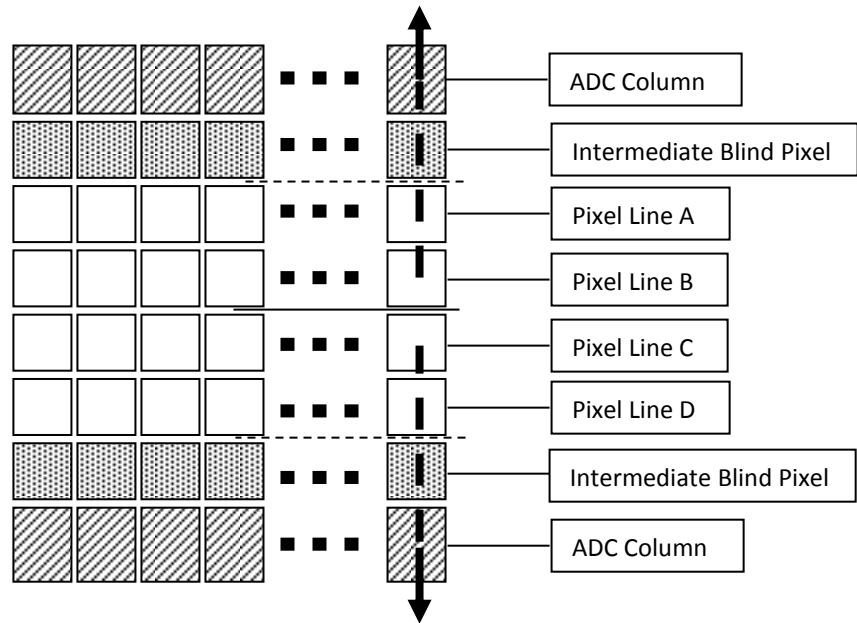 ADC Column
Intermediate Blind Pixel
Pixel Line A
Pixel Line B
Pixel Line C
Pixel Line D
Intermediate Blind Pixel
ADC Column